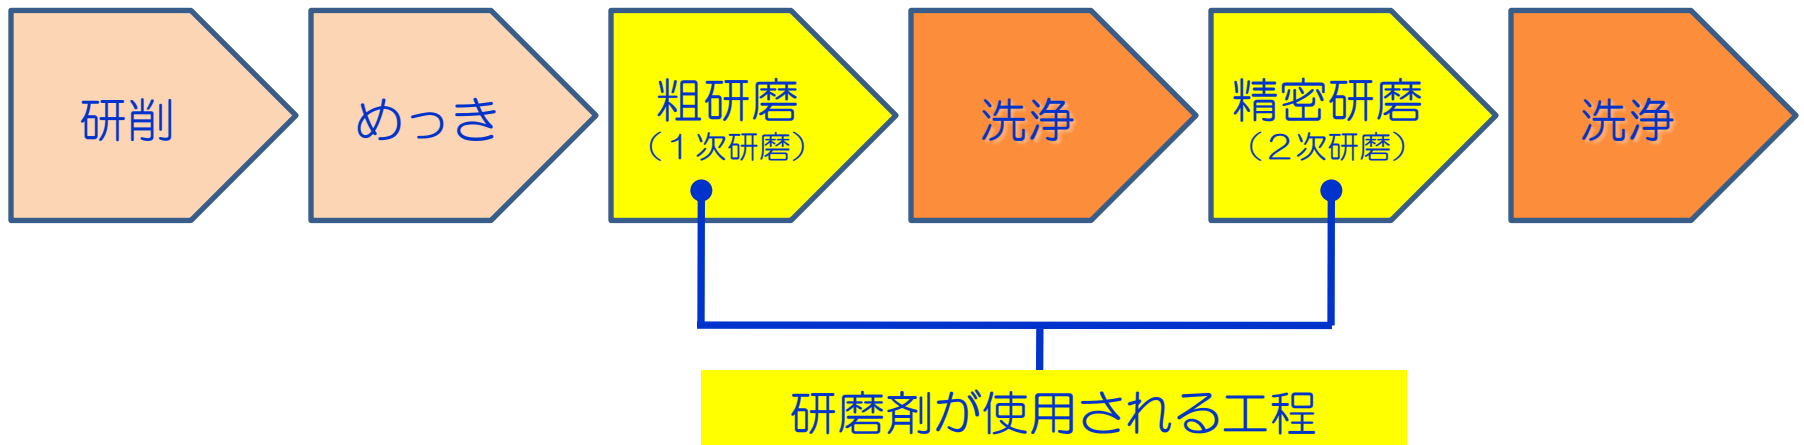 研削
めっき
粗研磨
（１次研磨）
洗浄
精密研磨
（２次研磨）
洗浄
研磨剤が使用される工程